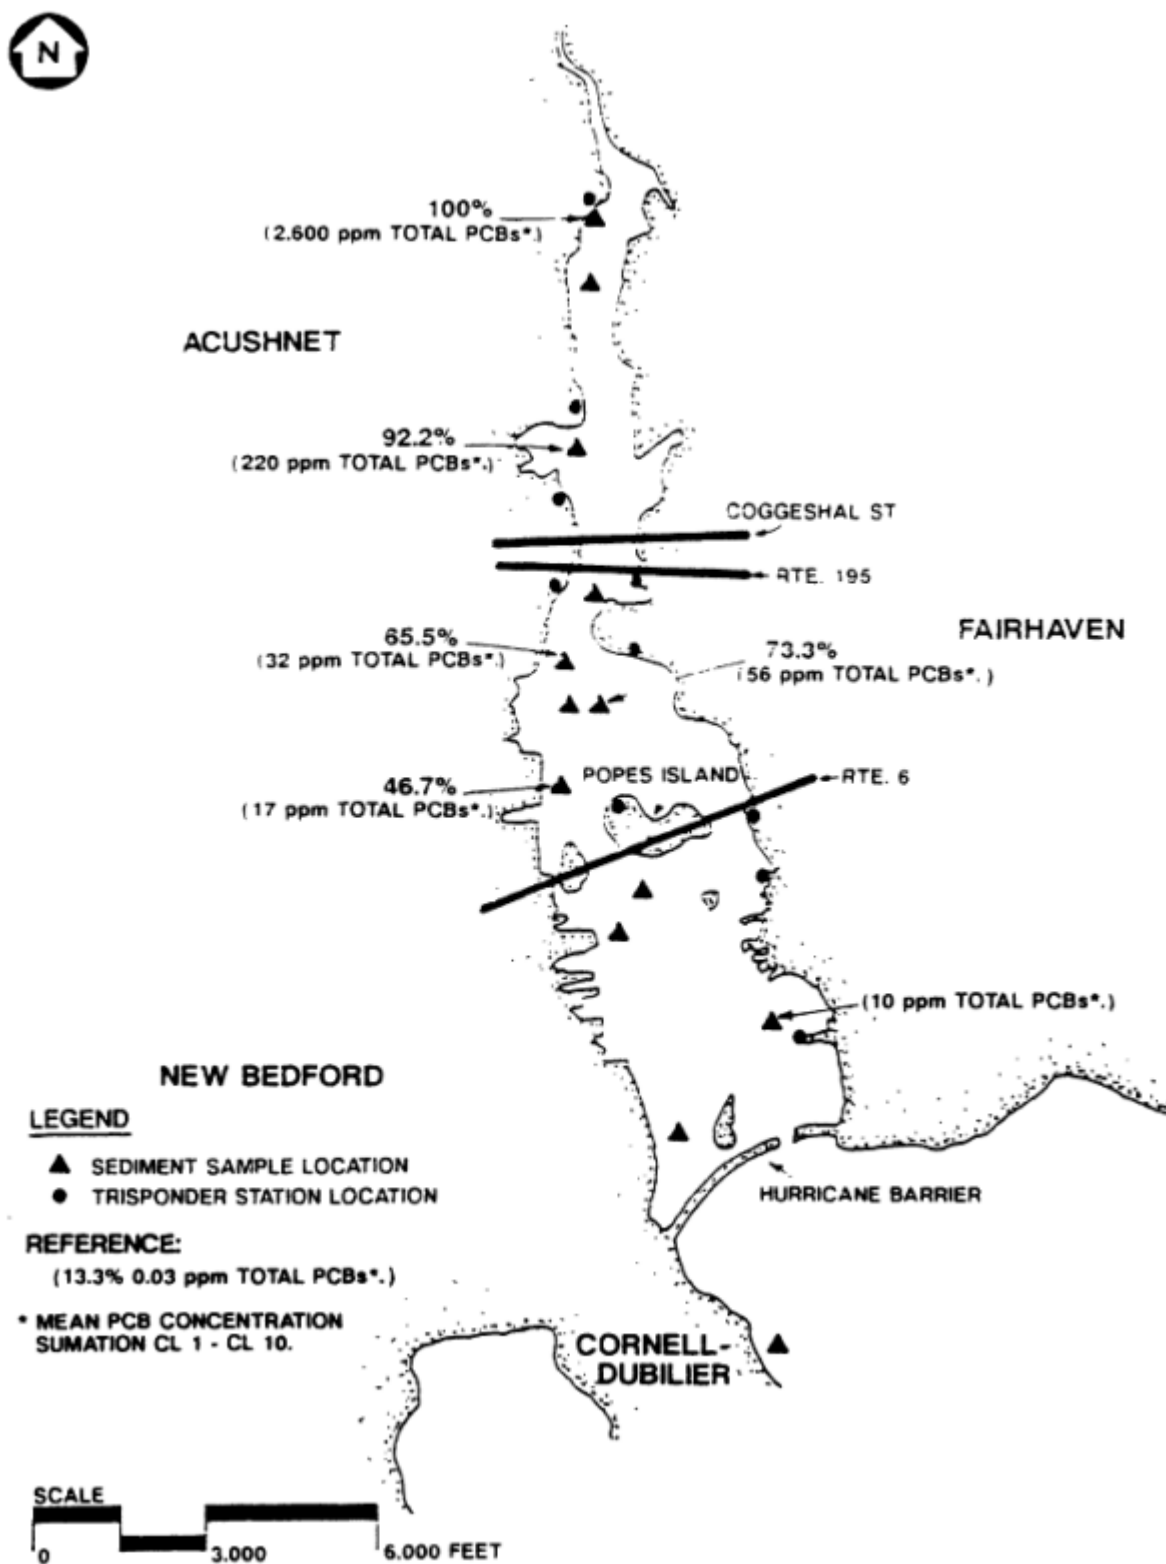 N
100%
(2.600 ppm TOTAL PCBs*.)
ACUSHNET
92.2%
(220 ppm TOTAL PCBs*.)
COGGESHAL ST
RTE. 195
FAIRHAVEN
65.5%
(32 ppm TOTAL PCBs*.)
73.3%
(56 ppm TOTAL PCBs*.)
POPES ISLAND
RTE. 6
46.7%
(17 ppm TOTAL PCBs*.)
(10 ppm TOTAL PCBs*.)
NEW BEDFORD
LEGEND
SEDIMENT SAMPLE LOCATION
TRISPONDER STATION LOCATION
HURRICANE BARRIER
REFERENCE:
(13.3% 0.03 ppm TOTAL PCBs*.)
* MEAN PCB CONCENTRATION
SUMATION CL 1 - CL 10.
CORNELL-
DUBILIER
SCALE
0 3.000 6.000 FEET